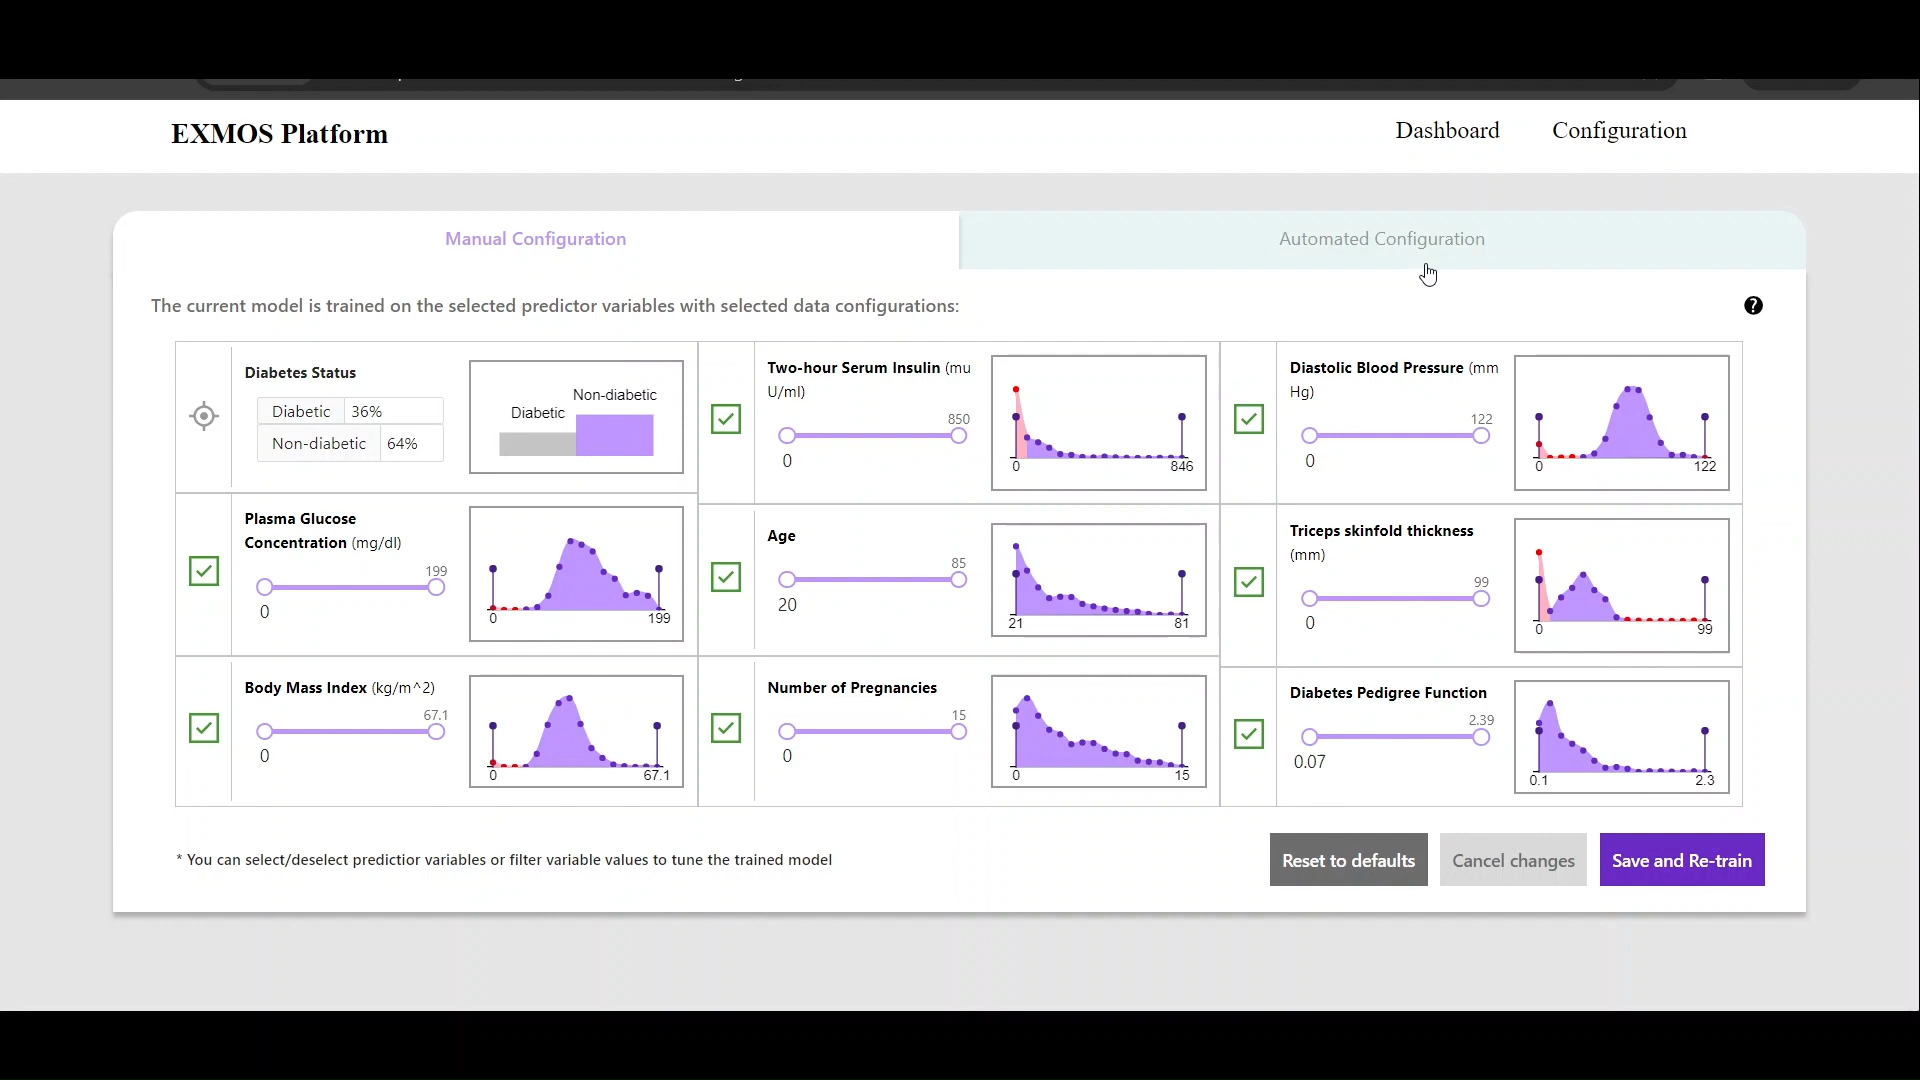 EXMOS Platform
Dashboard
Configuration
Manual Configuration
Automated Configuration
The current model is trained on the selected predictor variables with selected data configurations:
?
Diabetes Status
Diabetic 36%
Non-diabetic 64%
Non-diabetic
Diabetic
Plasma Glucose
Concentration (mg/dl)
199
0
0 199
Body Mass Index (kg/m^2)
67.1
0
0 67.1
Two-hour Serum Insulin (mu
U/ml)
850
0
0 846
Age
85
20
21 81
Number of Pregnancies
15
0
0 15
Diastolic Blood Pressure (mm
Hg)
122
0
0 122
Triceps skinfold thickness
(mm)
99
0
0 99
Diabetes Pedigree Function
2.39
0.07
0.1 2.3
* You can select/deselect predictior variables or filter variable values to tune the trained model
Reset to defaults
Cancel changes
Save and Re-train